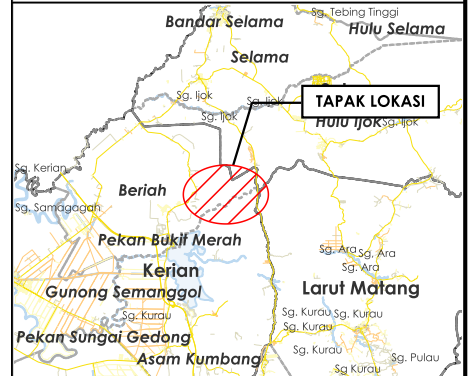 Sg. Tebing Tinggi
Bandar Selama
Hulu Selama
Selama
Sg. Ijok
Sg. Ijok
TAPAK LOKASI
Sg. Ijok
Hulu Ijok
Sg. Ijok
Sg. Kerian
Beriah
Sg. Samagagah
Pekan Bukit Merah
Sg. Ara
Sg. Ara
Sg. Ara
Kerian
Gunong Semanggol
Larut Matang
Sg. Kurau
Sg. Kurau
Sg. Kurau
Sg. Kurau
Pekan Sungai Gedong
Asam Kumbang
Sg. Kurau
Sg. Pulau
Sg Kurau